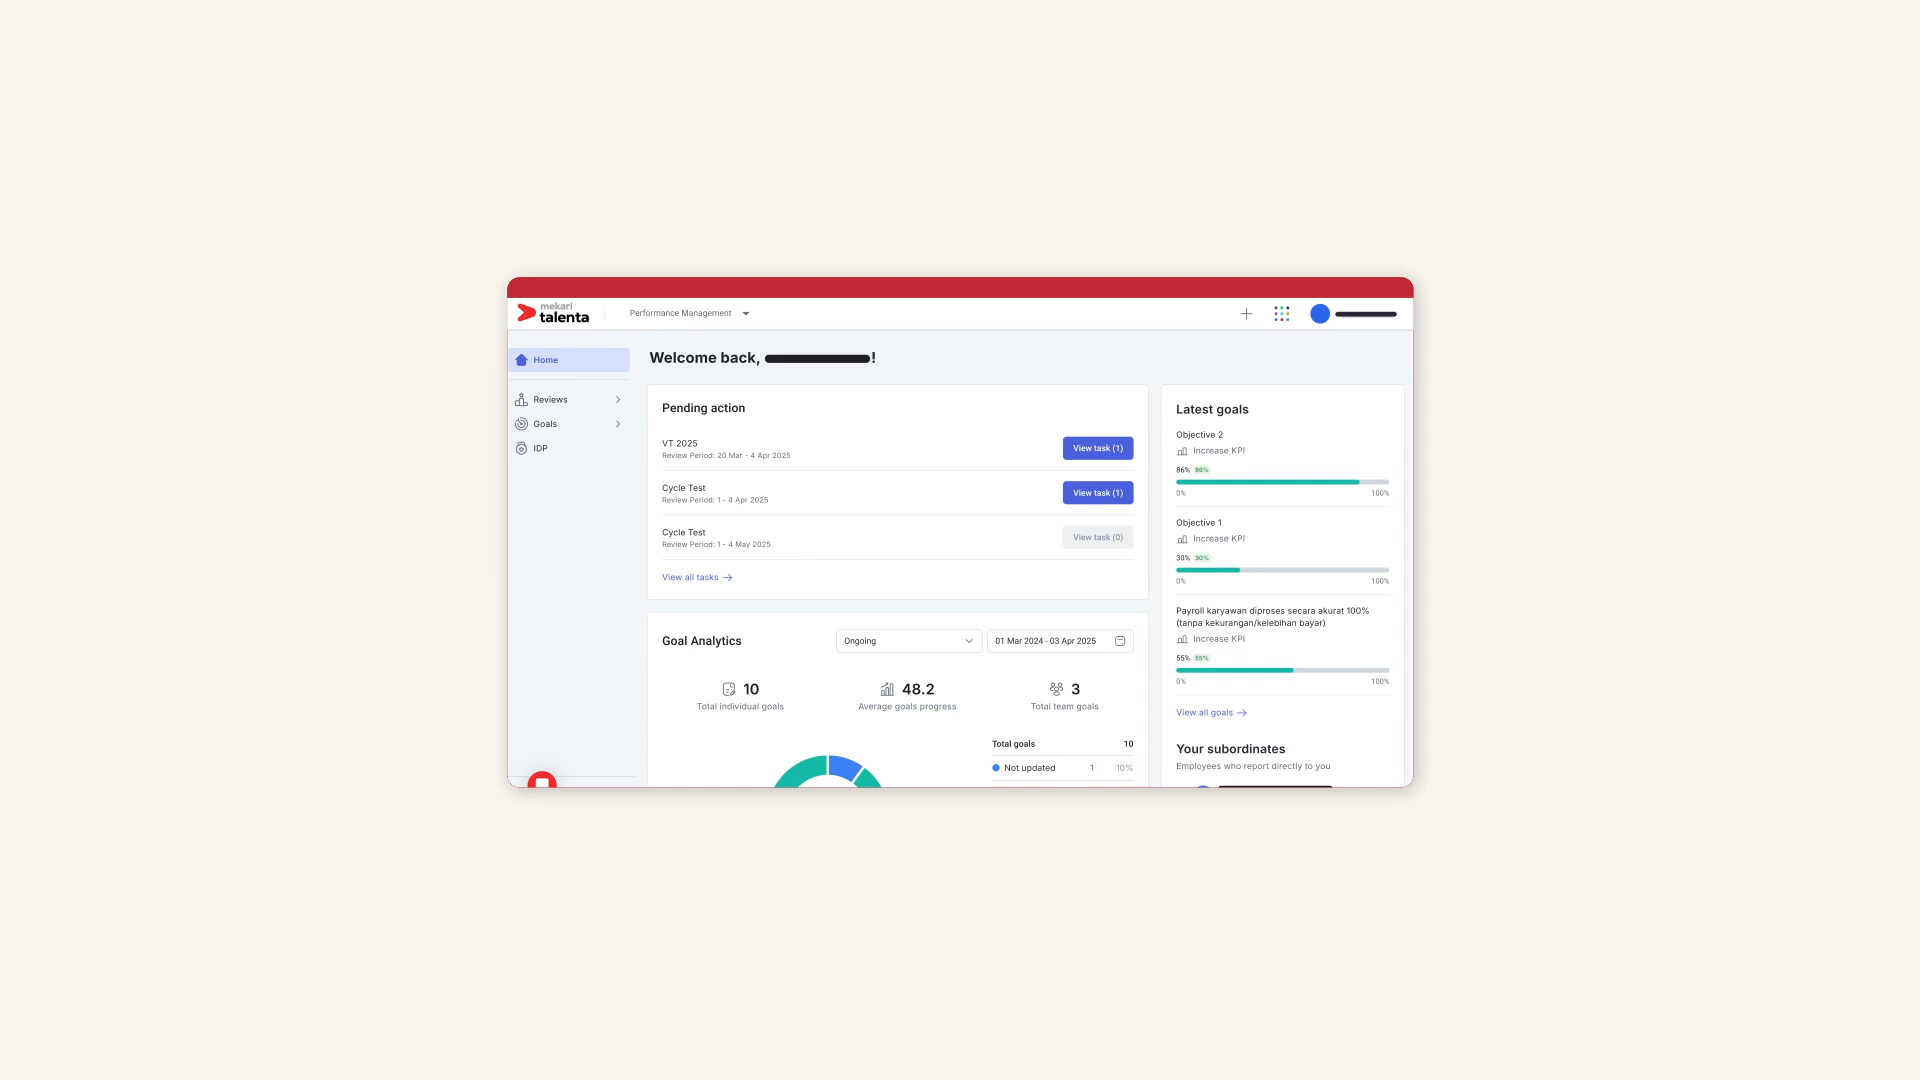 mekari
talenta
Performance Management
Home
Reviews
Goals
IDP
Welcome back, !
Pending action
VT 2025
Review Period: 20 Mar - 4 Apr 2025
View task (1)
Cycle Test
Review Period: 1 - 4 Apr 2025
View task (1)
Cycle Test
Review Period: 1 - 4 May 2025
View task (0)
View all tasks
Goal Analytics
Ongoing
01 Mar 2024 - 03 Apr 2025
10
Total individual goals
48.2
Average goals progress
3
Total team goals
Total goals 10
Not updated 1 10%
Latest goals
Objective 2
Increase KPI
86% 86%
0% 100%
Objective 1
Increase KPI
30% 30%
0% 100%
Payroll karyawan diproses secara akurat 100%
(tanpa kekurangan/kelebihan bayar)
Increase KPI
55% 55%
0% 100%
View all goals
Your subordinates
Employees who report directly to you